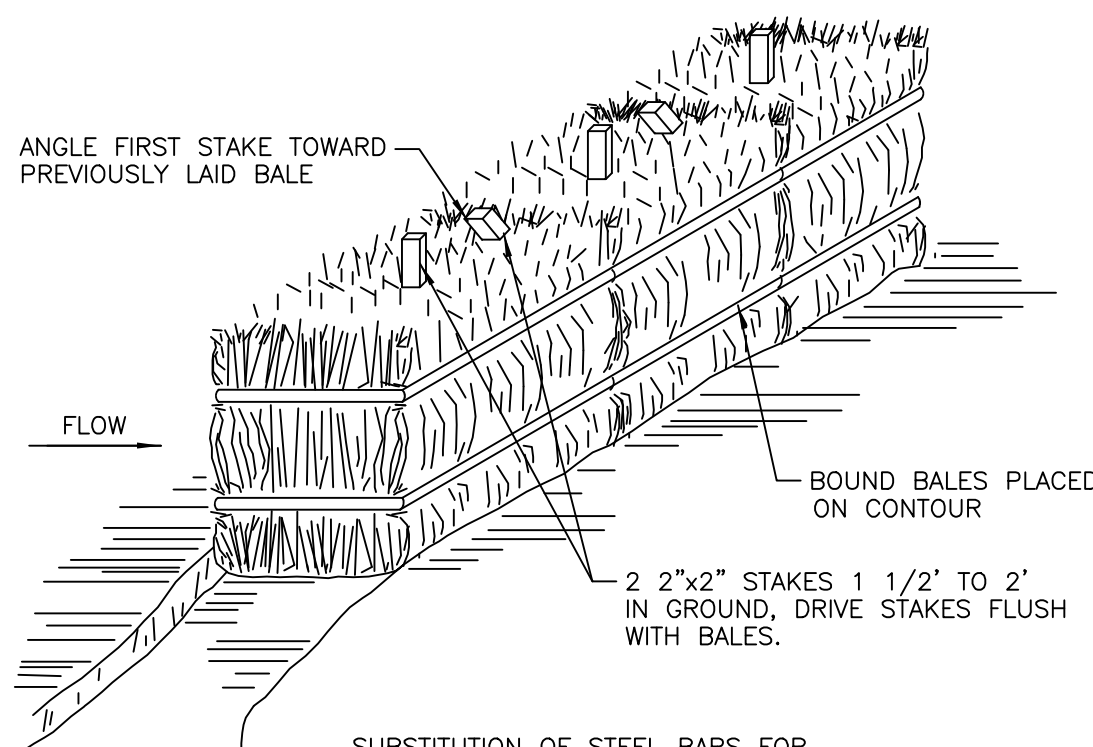 ANGLE FIRST STAKE TOWARD
PREVIOUSLY LAID BALE
FLOW
BOUND BALES PLACED
ON CONTOUR
2 2"x2" STAKES 1 1/2' TO 2'
IN GROUND, DRIVE STAKES FLUSH
WITH BALES.
SUBSTITUTION OF STEEL BARS FOR